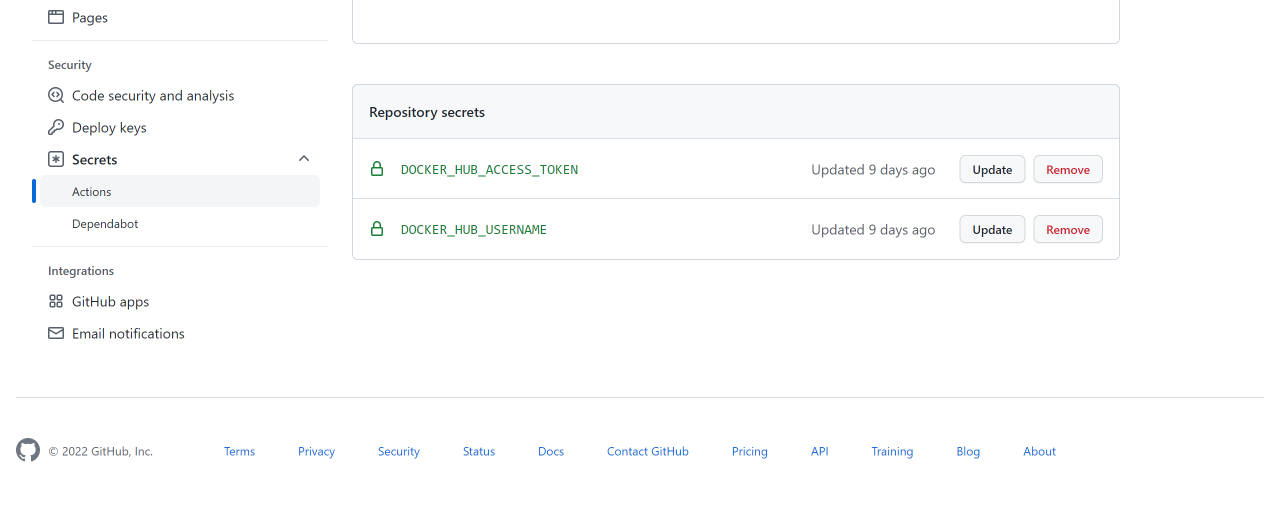 Pages
Security
Code security and analysis
Deploy keys
Secrets
Actions
Dependabot
Integrations
GitHub apps
Email notifications
Repository secrets
DOCKER_HUB_ACCESS_TOKEN Updated 9 days ago Update Remove
DOCKER_HUB_USERNAME Updated 9 days ago Update Remove
© 2022 GitHub, Inc. Terms Privacy Security Status Docs Contact GitHub Pricing API Training Blog About